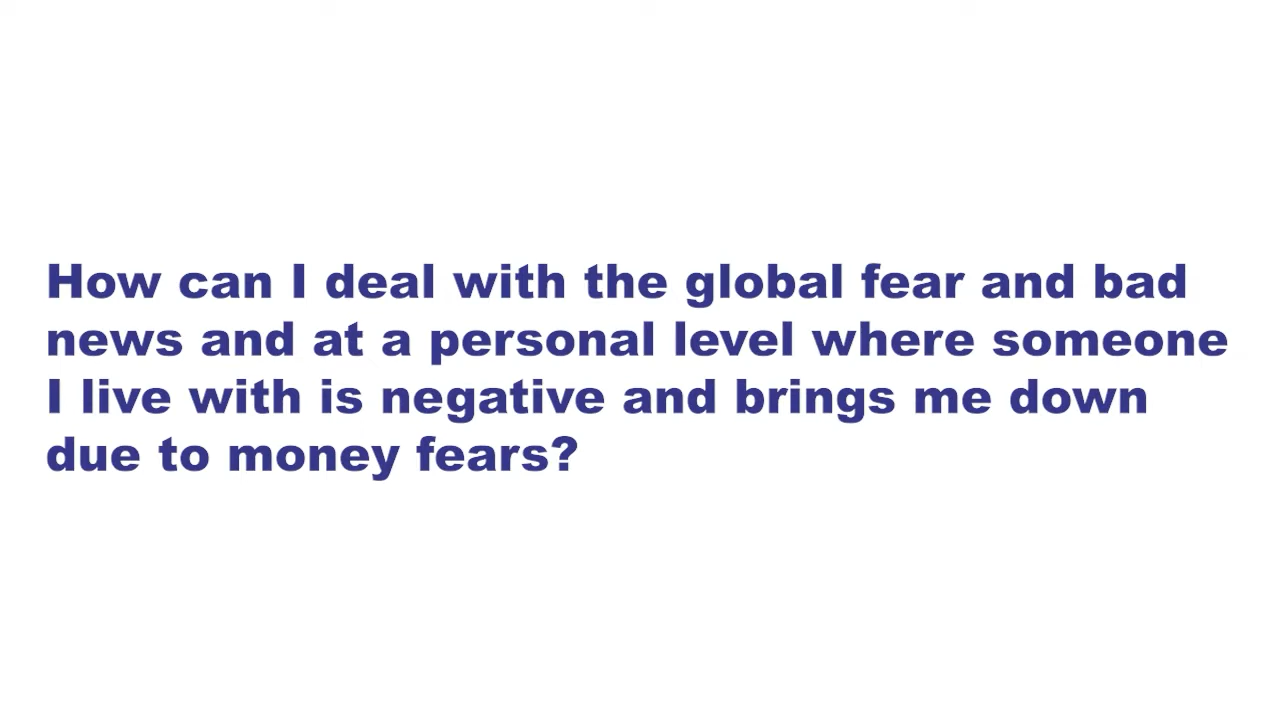 How can I deal with the global fear and bad
news and at a personal level where someone
I live with is negative and brings me down
due to money fears?